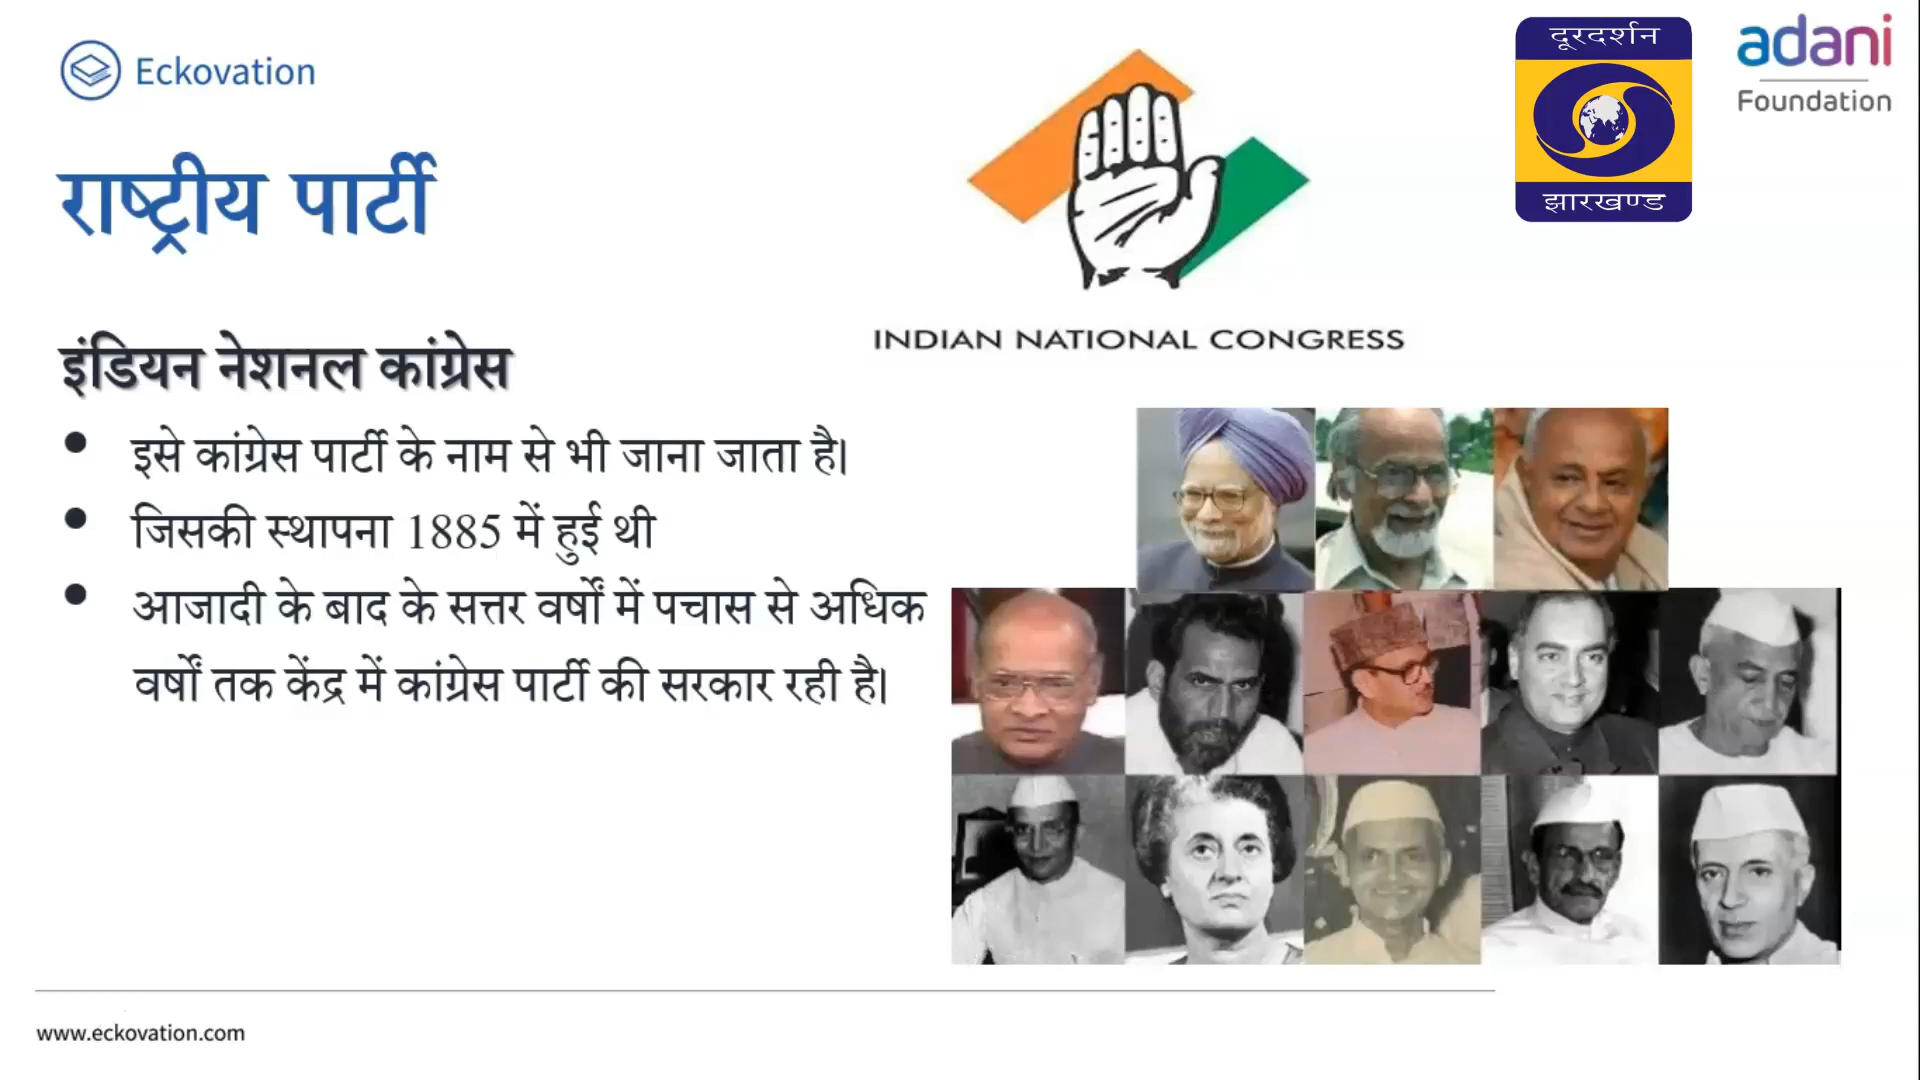 Eckovation
दूरदर्शन
झारखण्ड
adani
Foundation
राष्ट्रीय पार्टी
INDIAN NATIONAL CONGRESS
इंडियन नेशनल कांग्रेस
• इसे कांग्रेस पार्टी के नाम से भी जाना जाता है।
• जिसकी स्थापना 1885 में हुई थी
• आजादी के बाद के सत्तर वर्षों में पचास से अधिक
वर्षों तक केंद्र में कांग्रेस पार्टी की सरकार रही है।
www.eckovation.com